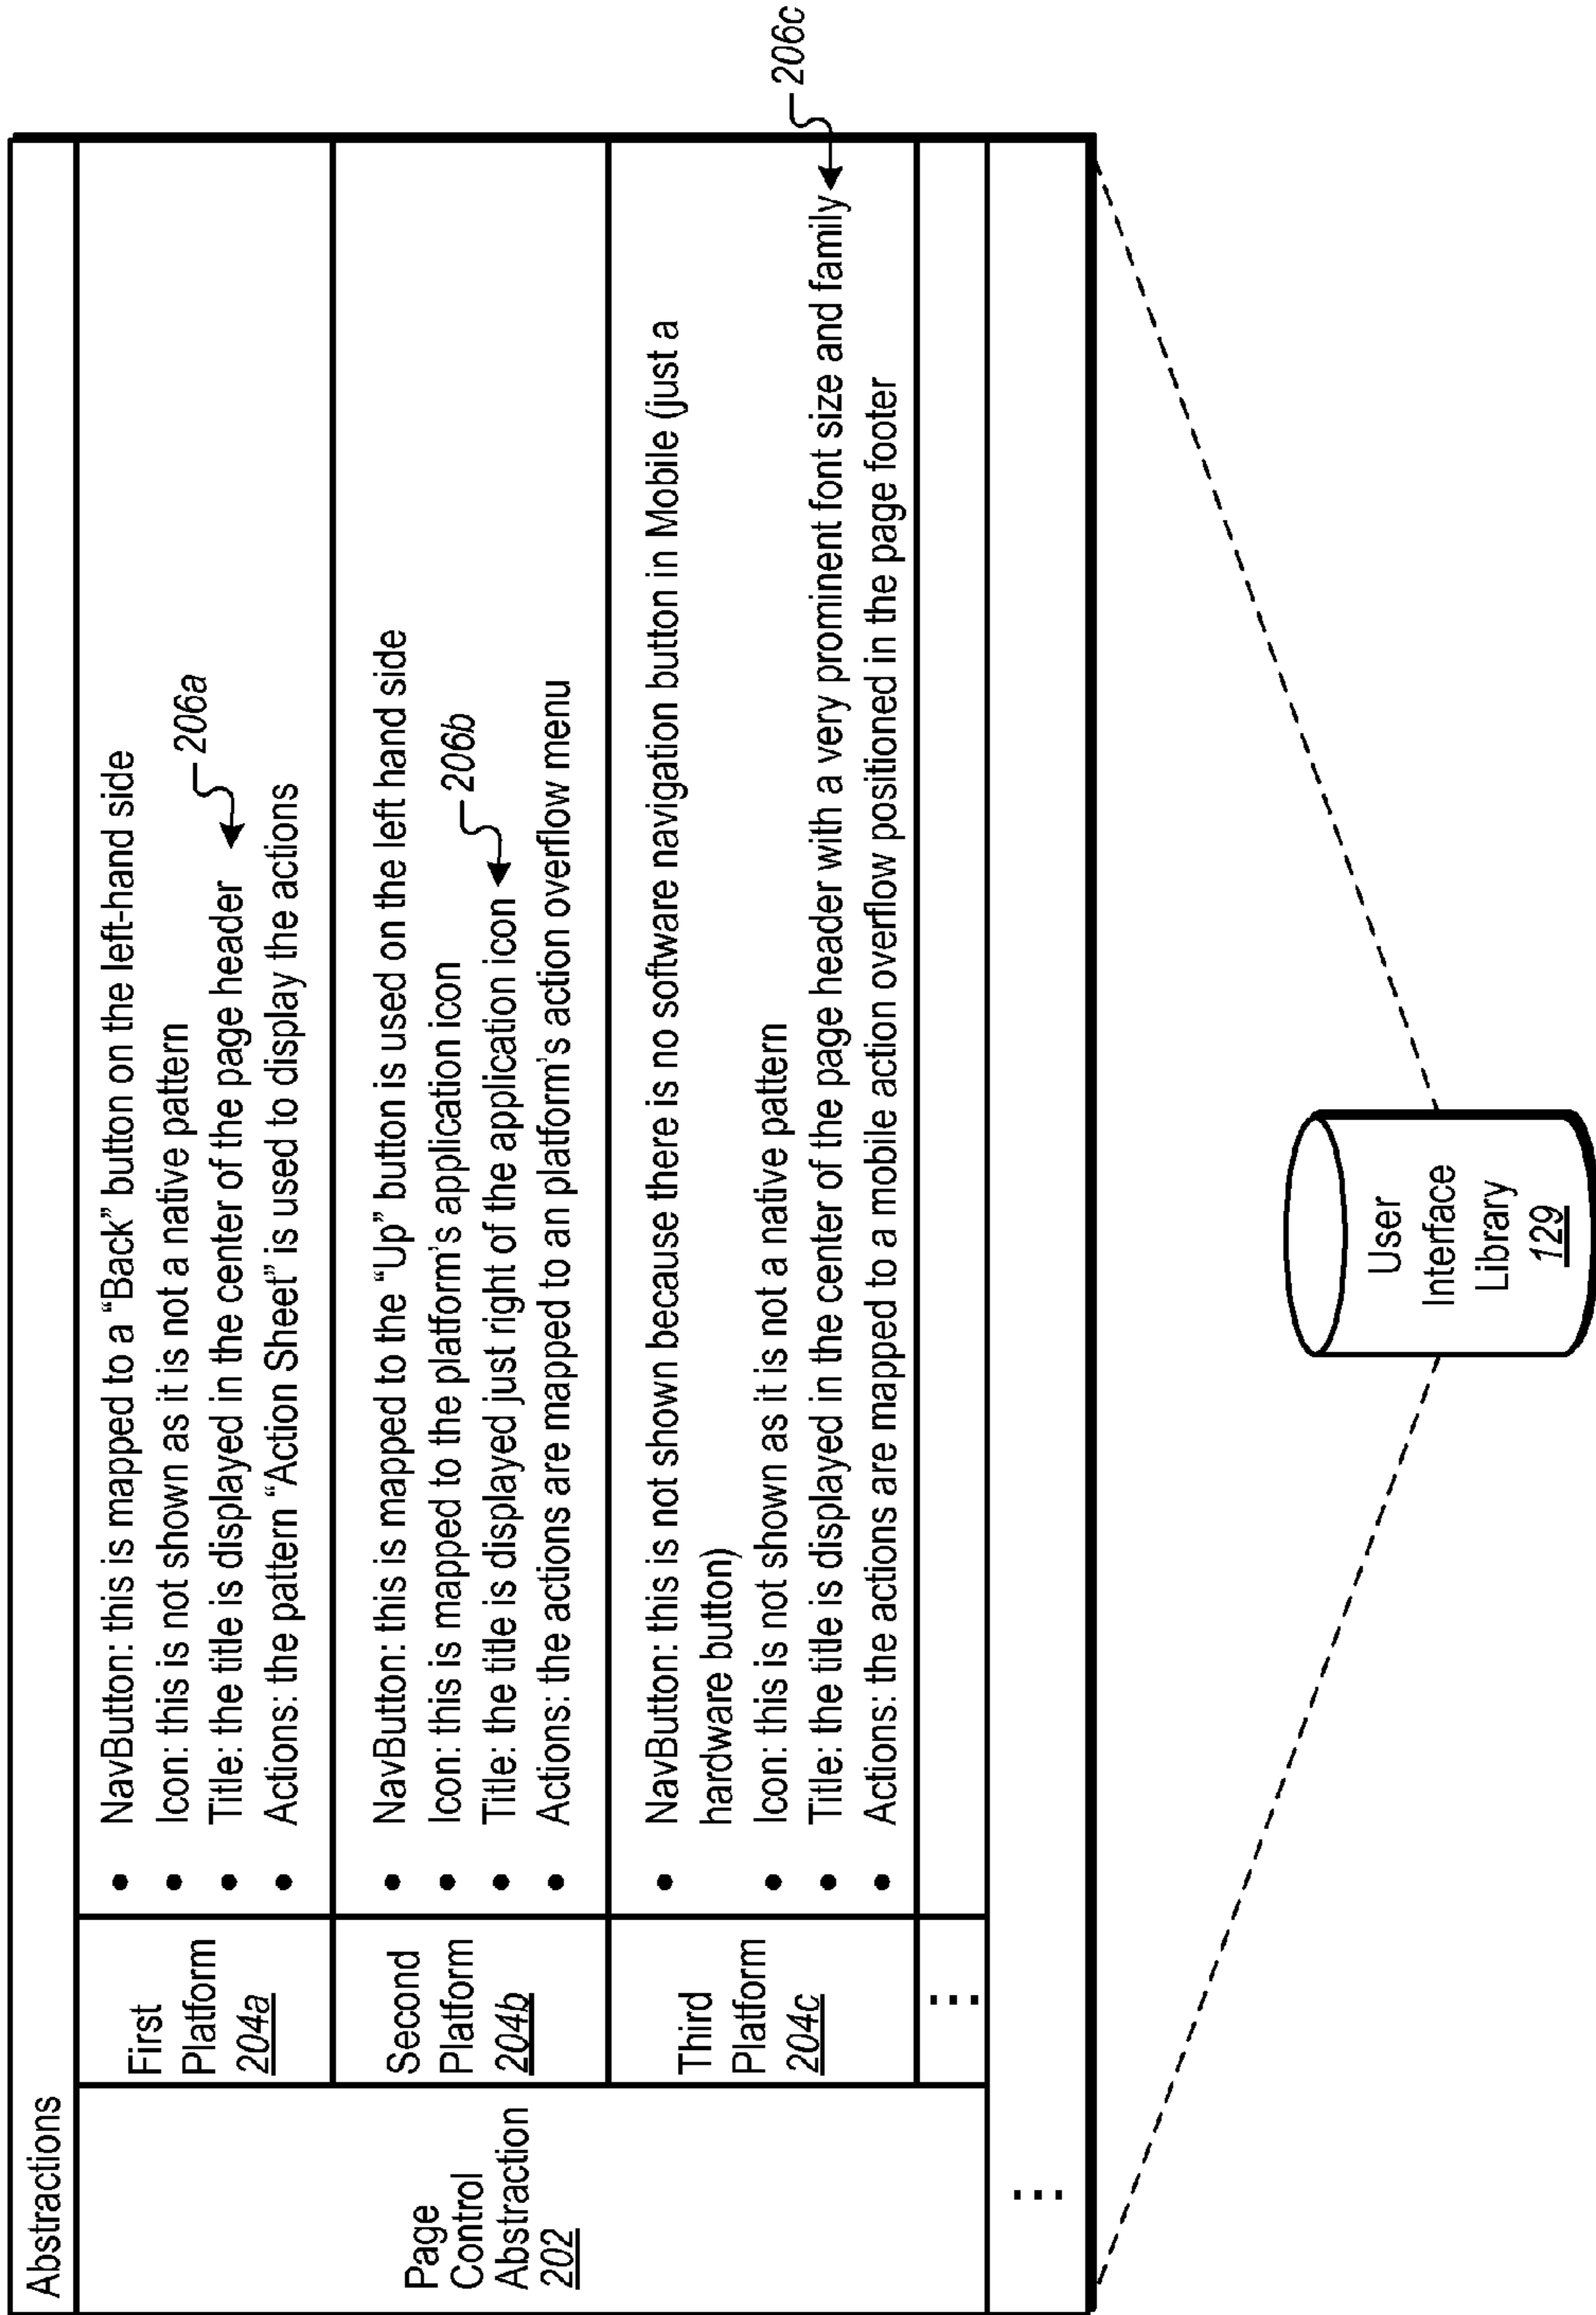 Abstractions
Page
Control
Abstraction
202
First
Platform
204a
• NavButton: this is mapped to a “Back” button on the left-hand side
• Icon: this is not shown as it is not a native pattern
• Title: the title is displayed in the center of the page header
• Actions: the pattern “Action Sheet” is used to display the actions
206a
Second
Platform
204b
• NavButton: this is mapped to the “Up” button is used on the left hand side
• Icon: this is mapped to the platform's application icon
• Title: the title is displayed just right of the application icon
• Actions: the actions are mapped to an platform's action overflow menu
206b
Third
Platform
204c
• NavButton: this is not shown because there is no software navigation button in Mobile (just a
hardware button)
• Icon: this is not shown as it is not a native pattern
• Title: the title is displayed in the center of the page header with a very prominent font size and family
• Actions: the actions are mapped to a mobile action overflow positioned in the page footer
206c
...
...
User
Interface
Library
129